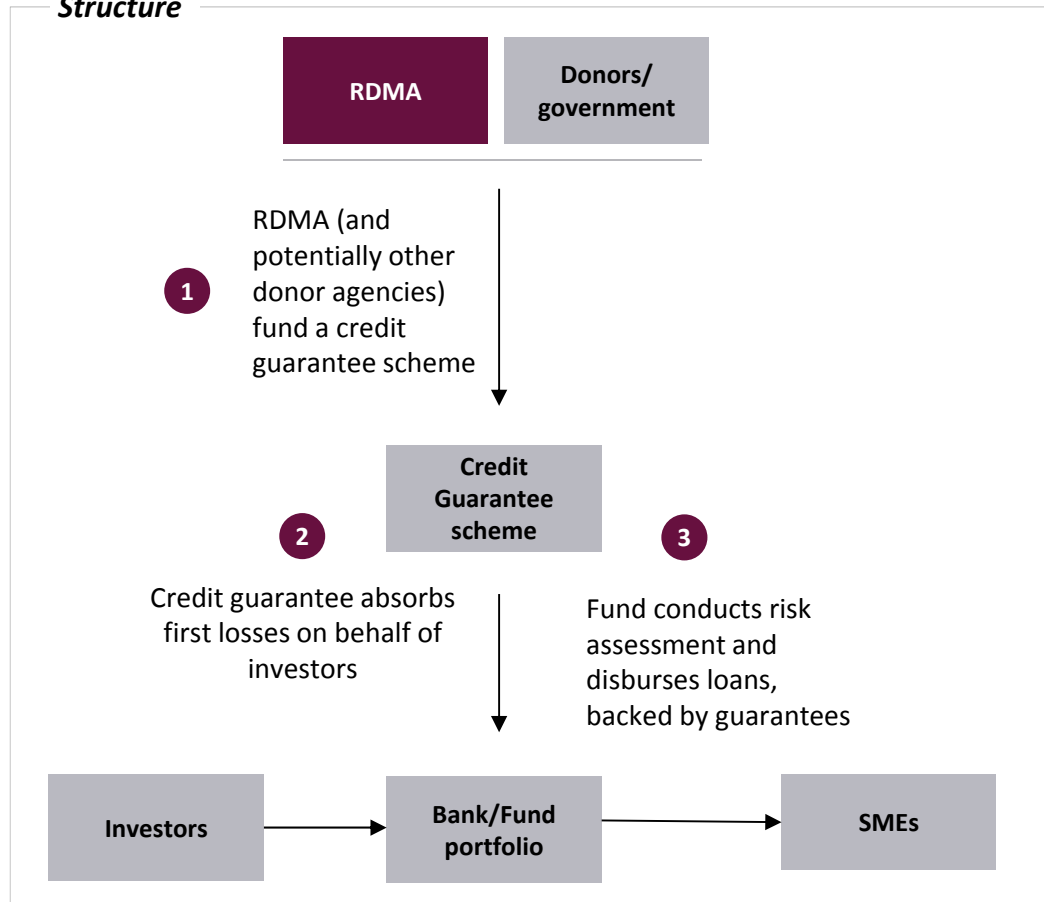 Structure
RDMA
Donors/
government
1
RDMA (and
potentially other
donor agencies)
fund a credit
guarantee scheme
Credit
Guarantee
scheme
2
Credit guarantee absorbs
first losses on behalf of
investors
3
Fund conducts risk
assessment and
disburses loans,
backed by guarantees
Investors
Bank/Fund
portfolio
SMEs